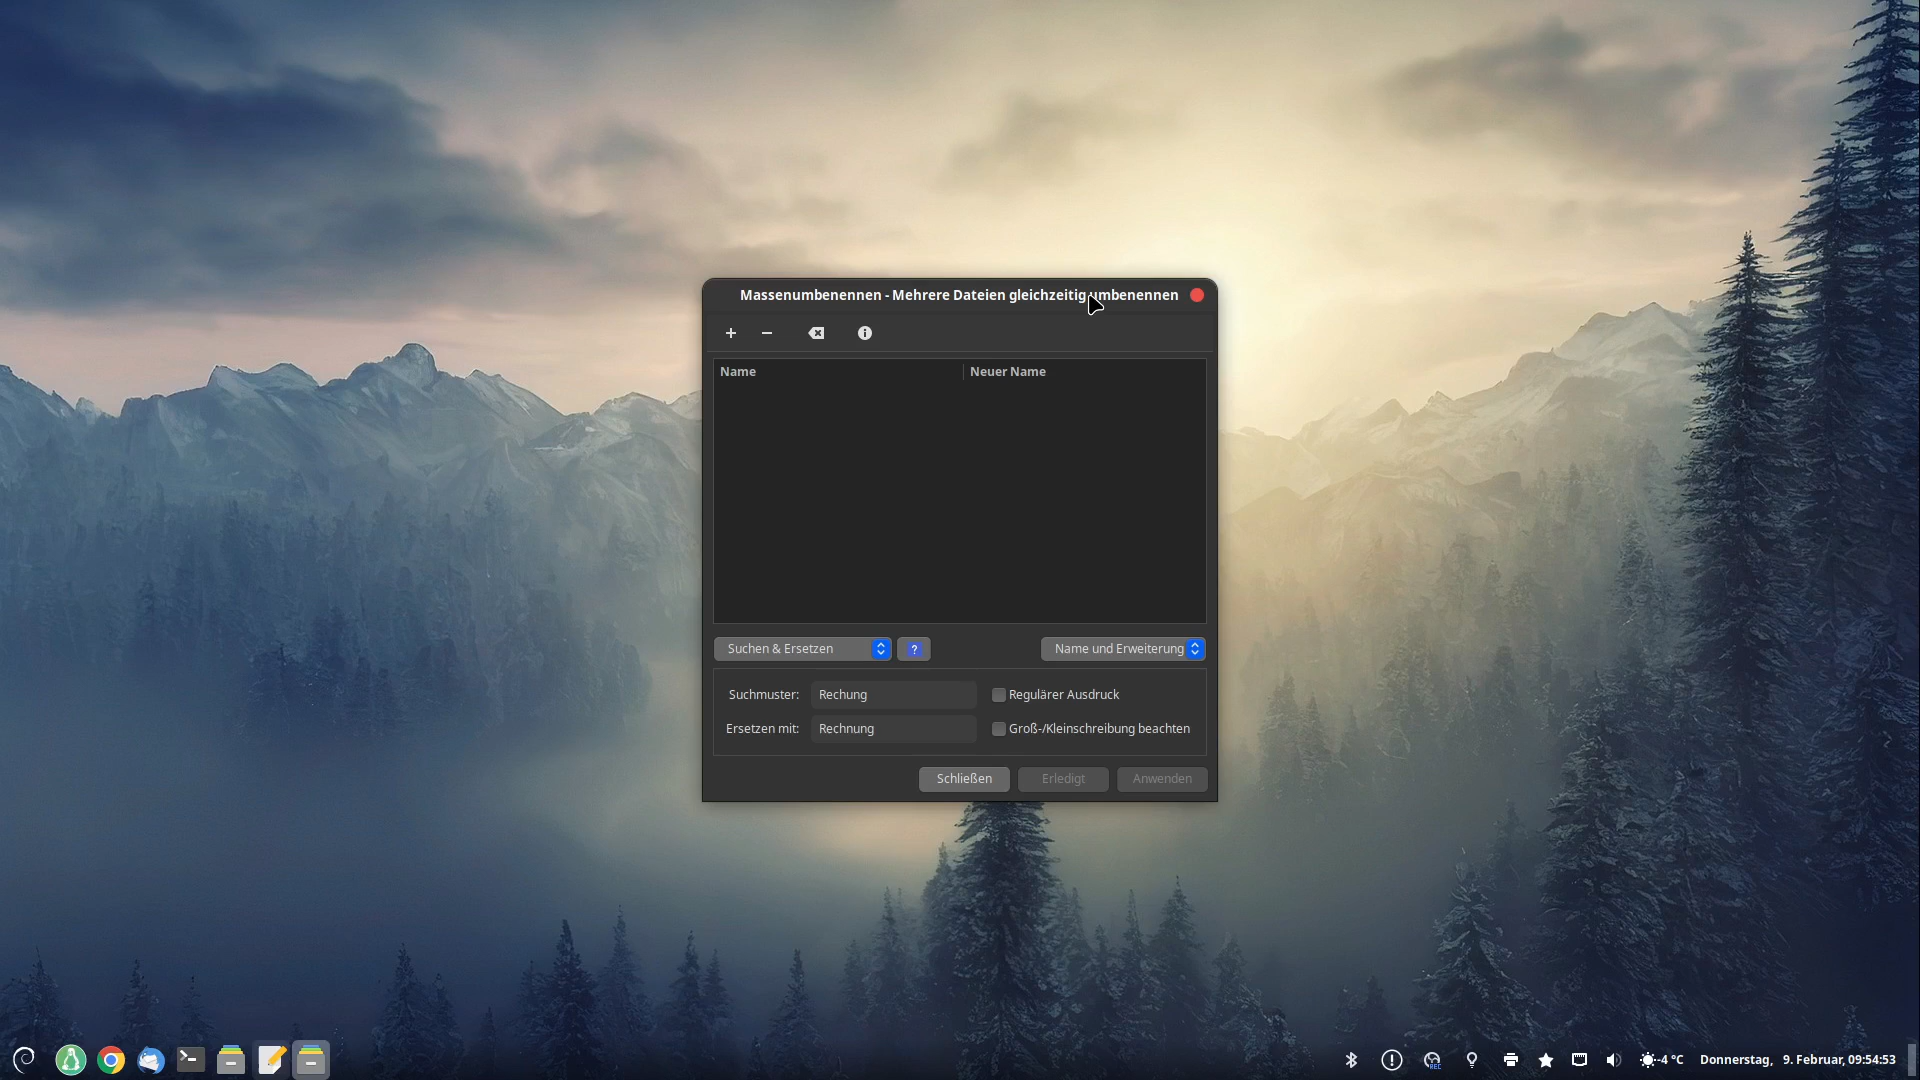 Massenumbenennen - Mehrere Dateien gleichzeitig umbenennen
Name
Neuer Name
Suchen & Ersetzen
?
Name und Erweiterung
Suchmuster:
Rechung
Regulärer Ausdruck
Ersetzen mit:
Rechnung
Groß-/Kleinschreibung beachten
Schließen
Erledigt
Anwenden
REC
-4 °C
Donnerstag, 9. Februar, 09:54:53